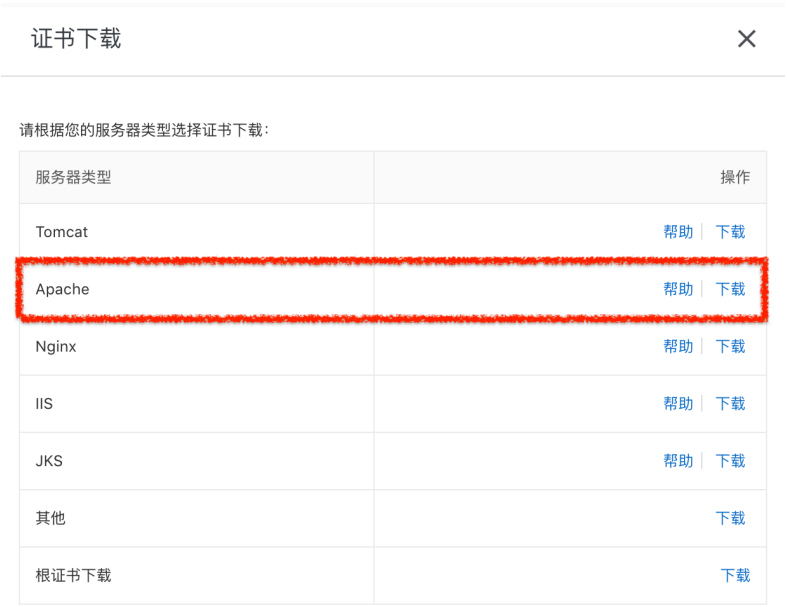 证书下载
请根据您的服务器类型选择证书下载：
服务器类型 操作
Tomcat 帮助 下载
Apache 帮助 下载
Nginx 帮助 下载
IIS 帮助 下载
JKS 帮助 下载
其他 下载
根证书下载 下载